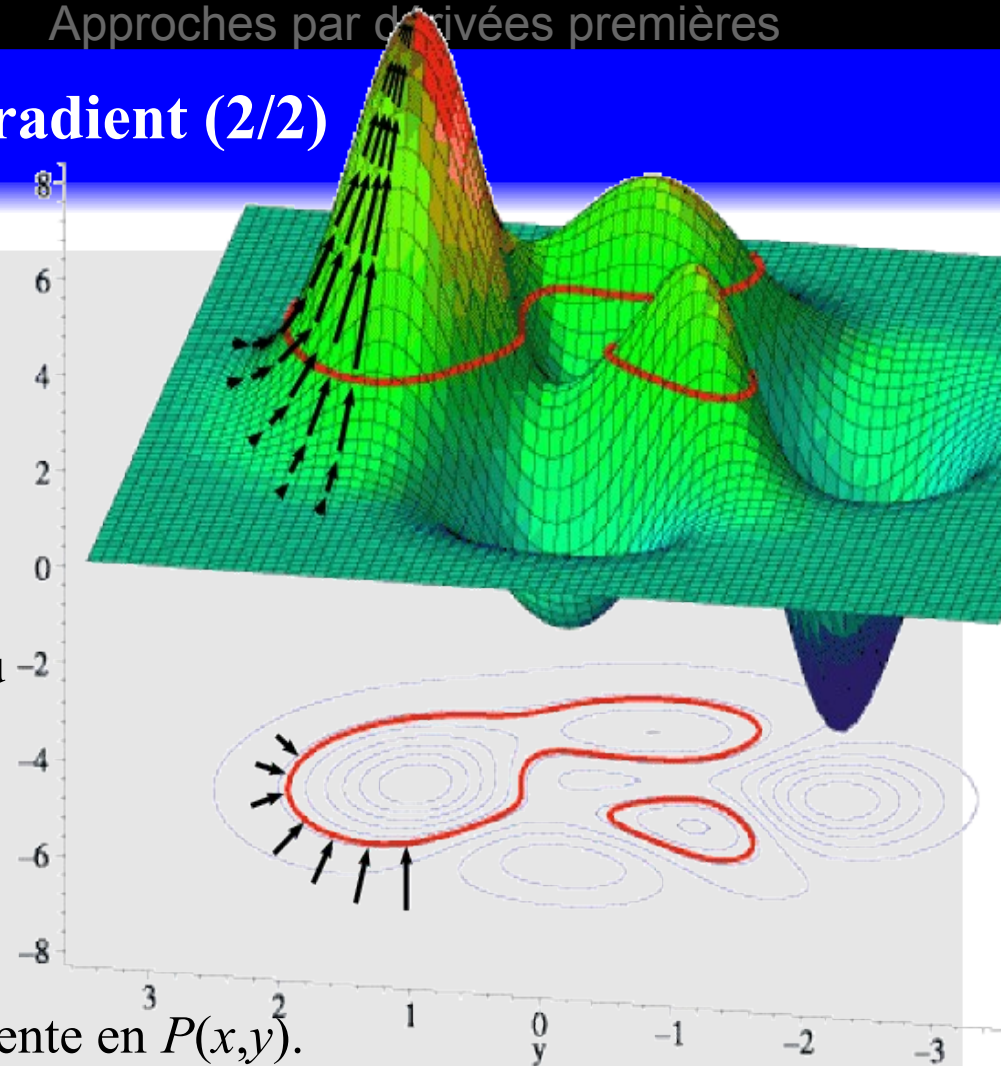 Approches par dérivées premières
radient (2/2)
8
6
4
2
0
−2
−4
−6
−8
3 2 1 0 −1 −2 −3
y
ente en P(x,y).